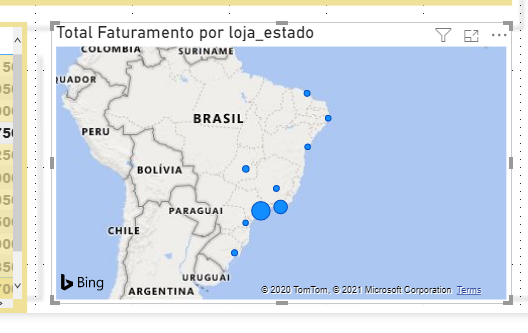 Total Faturamento por loja_estado
COLOMBIA
SURINAME
BRASIL
PERU
BOLÍVIA
PARAGUAI
CHILE
URUGUAI
ARGENTINA
Bing
© 2020 TomTom, © 2021 Microsoft Corporation Terms